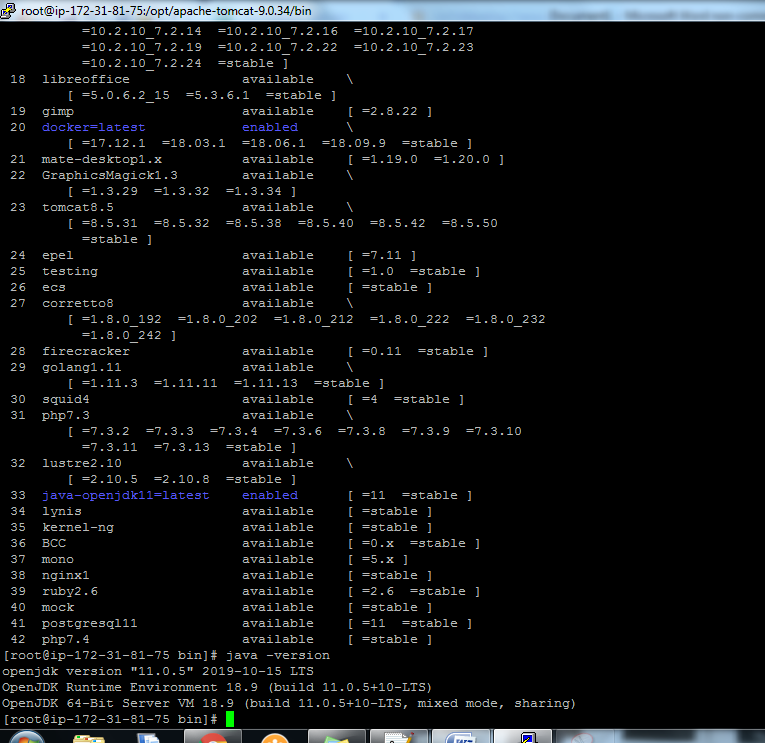 root@ip-172-31-81-75:/opt/apache-tomcat-9.0.34/bin
=10.2.10_7.2.14 =10.2.10_7.2.16 =10.2.17
=10.2.10_7.2.19 =10.2.10_7.2.22 =10.2.10_7.2.23
=10.2.10_7.2.24 =stable ]
18 libreoffice available \
[ =5.0.6.2_15 =5.3.6.1 =stable ]
19 gimp available [ =2.8.22 ]
20 docker=latest enabled \
[ =17.12.1 =18.03.1 =18.06.1 =18.09.9 =stable ]
21 mate-desktop1.x available [ =1.19.0 =1.20.0 ]
22 GraphicsMagick1.3 available \
[ =1.3.29 =1.3.32 =1.3.34 ]
23 tomcat8.5 available \
[ =8.5.31 =8.5.32 =8.5.38 =8.5.40 =8.5.42 =8.5.50
=stable ]
24 epel available [ =7.11 ]
25 testing available [ =1.0 =stable ]
26 ecs available [ =stable ]
27 corretto8 available \
[ =1.8.0_192 =1.8.0_202 =1.8.0_212 =1.8.0_222 =1.8.0_232
=1.8.0_242 ]
28 firecracker available [ =0.11 =stable ]
29 golang1.11 available \
[ =1.11.3 =1.11.11 =1.11.13 =stable ]
30 squid4 available [ =4 =stable ]
31 php7.3 available \
[ =7.3.2 =7.3.3 =7.3.4 =7.3.6 =7.3.8 =7.3.9 =7.3.10
=7.3.11 =7.3.13 =stable ]
32 lustre2.10 available \
[ =2.10.5 =2.10.8 =stable ]
33 java-openjdk11=latest enabled [ =11 =stable ]
34 lynis available [ =stable ]
35 kernel-ng available [ =stable ]
36 BCC available [ =0.x =stable ]
37 mono available [ =5.x ]
38 nginx1 available [ =stable ]
39 ruby2.6 available [ =2.6 =stable ]
40 mock available [ =stable ]
41 postgresql11 available [ =11 =stable ]
42 php7.4 available [ =stable ]
[root@ip-172-31-81-75 bin]# java -version
openjdk version "11.0.5" 2019-10-15 LTS
OpenJDK Runtime Environment 18.9 (build 11.0.5+10-LTS)
OpenJDK 64-Bit Server VM 18.9 (build 11.0.5+10-LTS, mixed mode, sharing)
[root@ip-172-31-81-75 bin]#